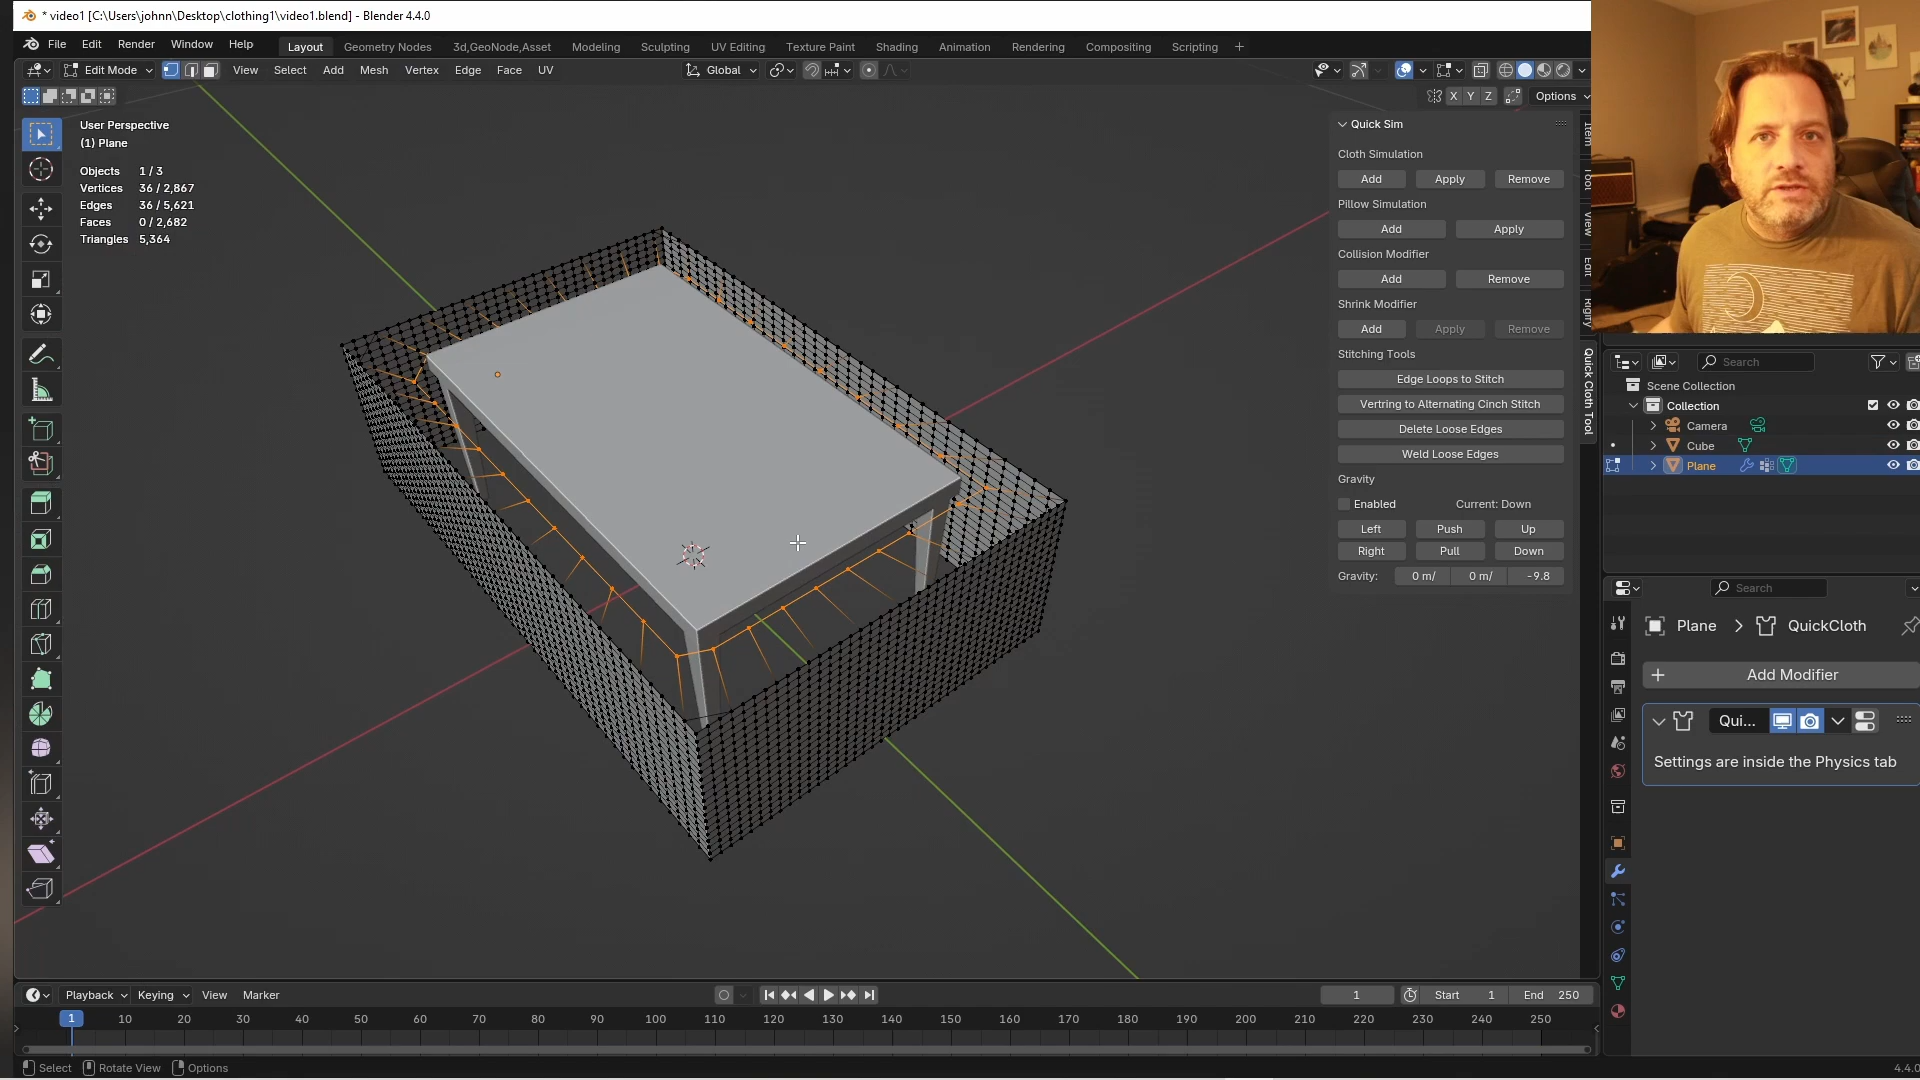 * video1 [C:\Users\johnn\Desktop\clothing1\video1.blend] - Blender 4.4.0
File Edit Render Window Help Layout Geometry Nodes 3d,GeoNode,Asset Modeling Sculpting UV Editing Texture Paint Shading Animation Rendering Compositing Scripting +
Edit Mode View Select Add Mesh Vertex Edge Face UV Global
X Y Z Options
User Perspective
(1) Plane
Objects 1 / 3
Vertices 36 / 2,867
Edges 36 / 5,621
Faces 0 / 2,682
Triangles 5,364
Quick Sim
Cloth Simulation
Add Apply Remove
Pillow Simulation
Add Apply
Collision Modifier
Add Remove
Shrink Modifier
Add Apply Remove
Stitching Tools
Edge Loops to Stitch
Vertring to Alternating Cinch Stitch
Delete Loose Edges
Weld Loose Edges
Gravity
Enabled Current: Down
Left Push Up
Right Pull Down
Gravity: 0 m/ 0 m/ -9.8
Item
Tool
View
Edit
Rigify
Quick Cloth Tool
Search
Scene Collection
Collection
Camera
Cube
Plane
Search
Plane > QuickCloth
+ Add Modifier
Qui...
Settings are inside the Physics tab
Playback Keying View Marker 1 Start 1 End 250
1 10 20 30 40 50 60 70 80 90 100 110 120 130 140 150 160 170 180 190 200 210 220 230 240 250
Select Rotate View Options 4.4.0